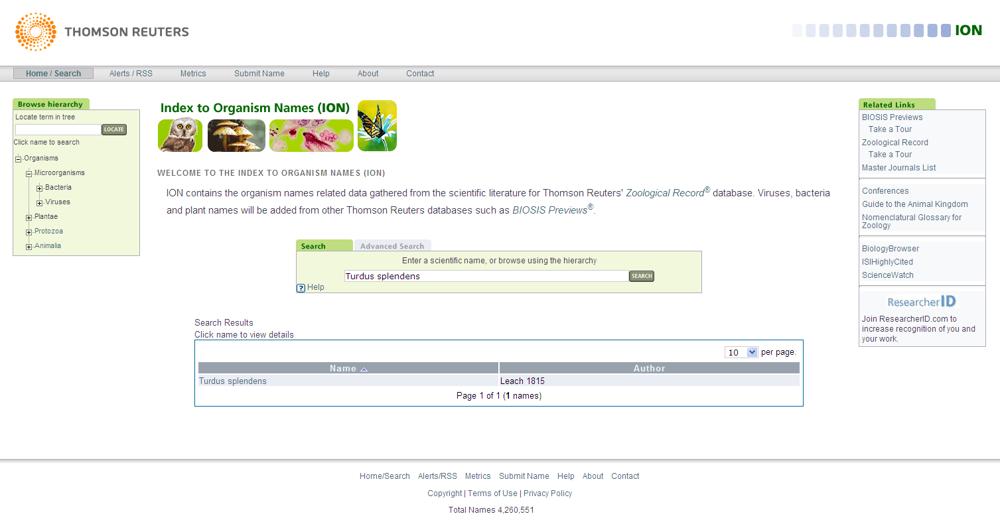 THOMSON REUTERS
ION
Home / Search Alerts / RSS Metrics Submit Name Help About Contact
Browse hierarchy
Locate term in tree
LOCATE
Click name to search
Organisms
Microorganisms
Bacteria
Viruses
Plantae
Protozoa
Animalia
Index to Organism Names (ION)
WELCOME TO THE INDEX TO ORGANISM NAMES (ION)
ION contains the organism names related data gathered from the scientific literature for Thomson Reuters' Zoological Record® database. Viruses, bacteria
and plant names will be added from other Thomson Reuters databases such as BIOSIS Previews®.
Search Advanced Search
Enter a scientific name, or browse using the hierarchy
Turdus splendens SEARCH
? Help
Search Results
Click name to view details
10 per page.
Name Author
Turdus splendens Leach 1815
Page 1 of 1 (1 names)
Related Links
BIOSIS Previews
Take a Tour
Zoological Record
Take a Tour
Master Journals List
Conferences
Guide to the Animal Kingdom
Nomenclatural Glossary for
Zoology
BiologyBrowser
ISIHighlyCited
ScienceWatch
ResearcherID
Join ResearcherID.com to
increase recognition of you and
your work.
Home/Search Alerts/RSS Metrics Submit Name Help About Contact
Copyright | Terms of Use | Privacy Policy
Total Names 4,260,551